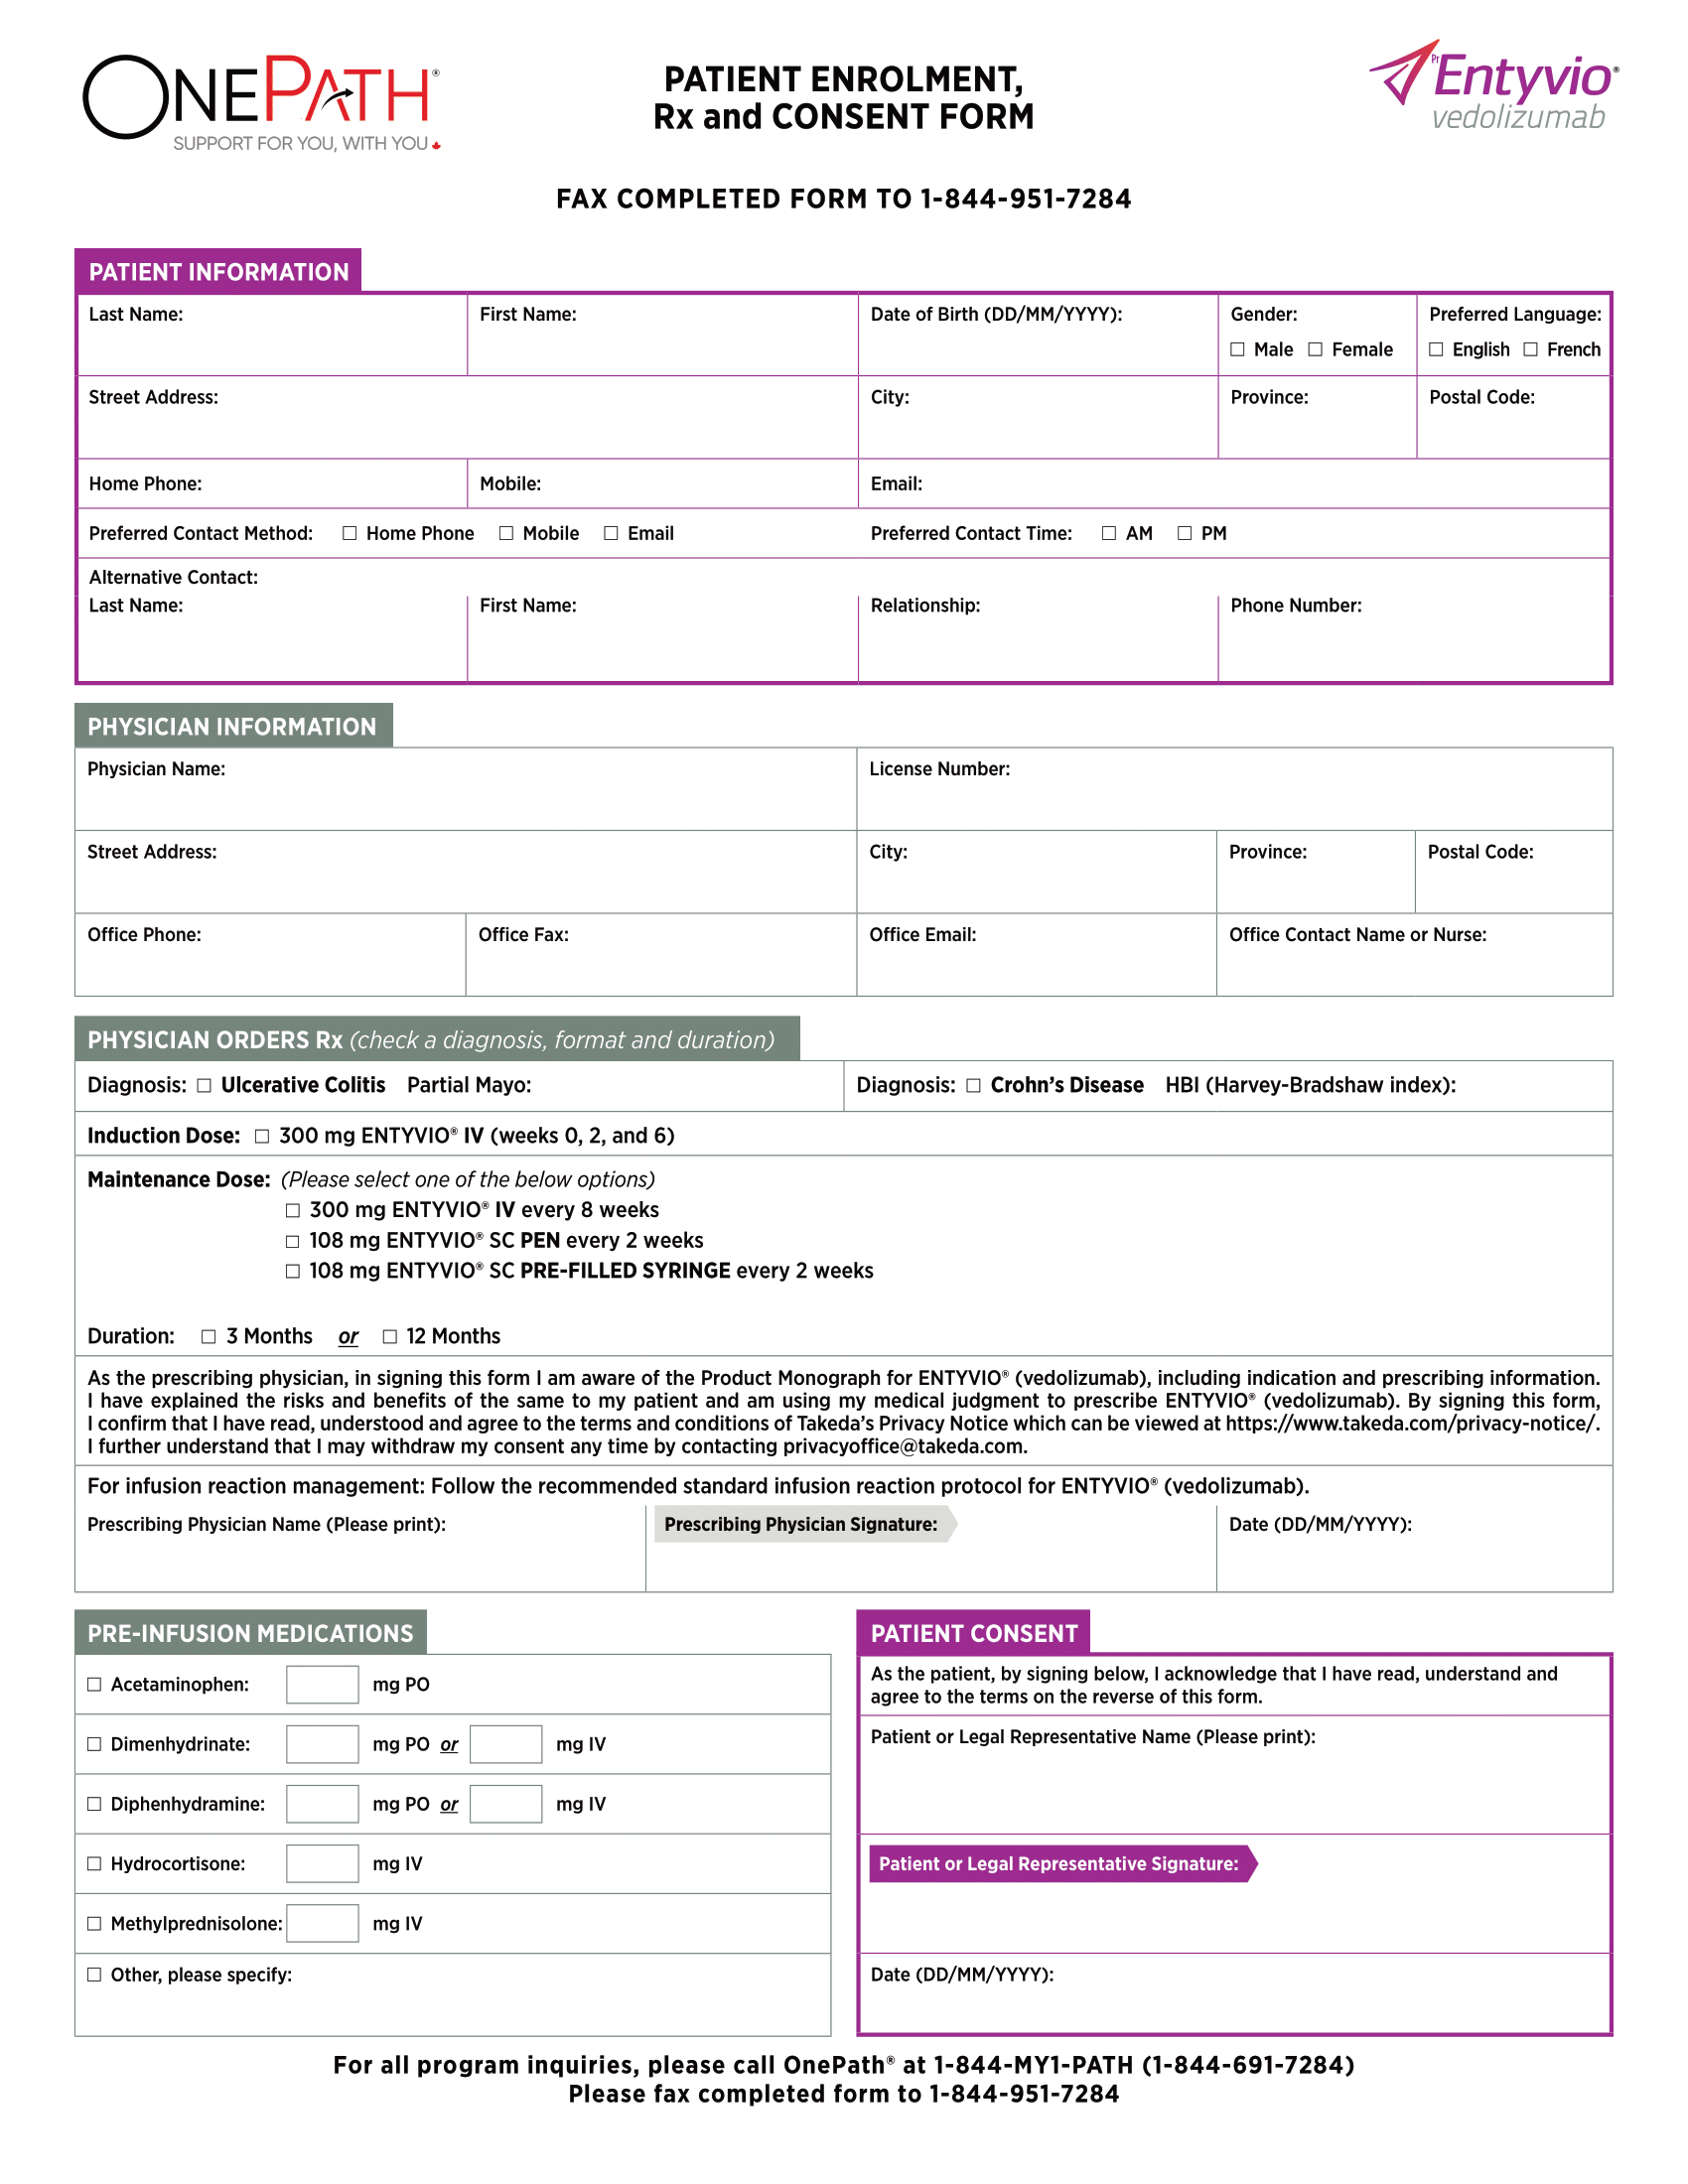 ONEPATH®
SUPPORT FOR YOU, WITH YOU
PATIENT ENROLMENT,
Rx and CONSENT FORM
Pr Entyvio®
vedolizumab
FAX COMPLETED FORM TO 1-844-951-7284
PATIENT INFORMATION
Last Name: First Name: Date of Birth (DD/MM/YYYY): Gender: Preferred Language:
☐ Male ☐ Female ☐ English ☐ French
Street Address: City: Province: Postal Code:
Home Phone: Mobile: Email:
Preferred Contact Method: ☐ Home Phone ☐ Mobile ☐ Email Preferred Contact Time: ☐ AM ☐ PM
Alternative Contact:
Last Name: First Name: Relationship: Phone Number:
PHYSICIAN INFORMATION
Physician Name: License Number:
Street Address: City: Province: Postal Code:
Office Phone: Office Fax: Office Email: Office Contact Name or Nurse:
PHYSICIAN ORDERS Rx (check a diagnosis, format and duration)
Diagnosis: ☐ Ulcerative Colitis Partial Mayo: Diagnosis: ☐ Crohn's Disease HBI (Harvey-Bradshaw index):
Induction Dose: ☐ 300 mg ENTYVIO® IV (weeks 0, 2, and 6)
Maintenance Dose: (Please select one of the below options)
☐ 300 mg ENTYVIO® IV every 8 weeks
☐ 108 mg ENTYVIO® SC PEN every 2 weeks
☐ 108 mg ENTYVIO® SC PRE-FILLED SYRINGE every 2 weeks
Duration: ☐ 3 Months or ☐ 12 Months
As the prescribing physician, in signing this form I am aware of the Product Monograph for ENTYVIO® (vedolizumab), including indication and prescribing information.
I have explained the risks and benefits of the same to my patient and am using my medical judgment to prescribe ENTYVIO® (vedolizumab). By signing this form,
I confirm that I have read, understood and agree to the terms and conditions of Takeda's Privacy Notice which can be viewed at https://www.takeda.com/privacy-notice/.
I further understand that I may withdraw my consent any time by contacting privacyoffice@takeda.com.
For infusion reaction management: Follow the recommended standard infusion reaction protocol for ENTYVIO® (vedolizumab).
Prescribing Physician Name (Please print): Prescribing Physician Signature: Date (DD/MM/YYYY):
PRE-INFUSION MEDICATIONS
☐ Acetaminophen: mg PO
☐ Dimenhydrinate: mg PO or mg IV
☐ Diphenhydramine: mg PO or mg IV
☐ Hydrocortisone: mg IV
☐ Methylprednisolone: mg IV
☐ Other, please specify:
PATIENT CONSENT
As the patient, by signing below, I acknowledge that I have read, understand and
agree to the terms on the reverse of this form.
Patient or Legal Representative Name (Please print):
Patient or Legal Representative Signature:
Date (DD/MM/YYYY):
For all program inquiries, please call OnePath® at 1-844-MY1-PATH (1-844-691-7284)
Please fax completed form to 1-844-951-7284